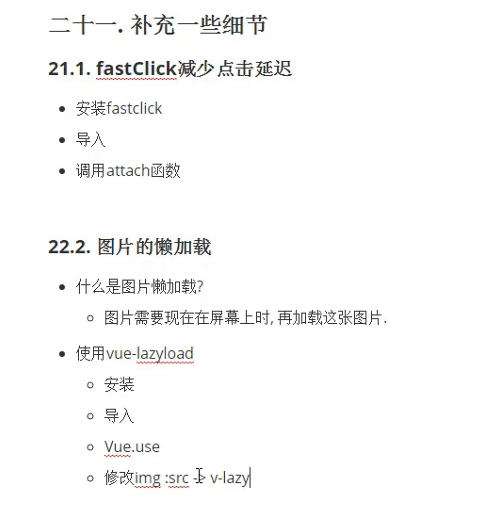 二十一. 补充一些细节
21.1. fastClick减少点击延迟
安装fastclick
导入
调用attach函数
22.2. 图片的懒加载
什么是图片懒加载?
图片需要现在在屏幕上时, 再加载这张图片.
使用vue-lazyload
安装
导入
Vue.use
修改img :src -> v-lazy